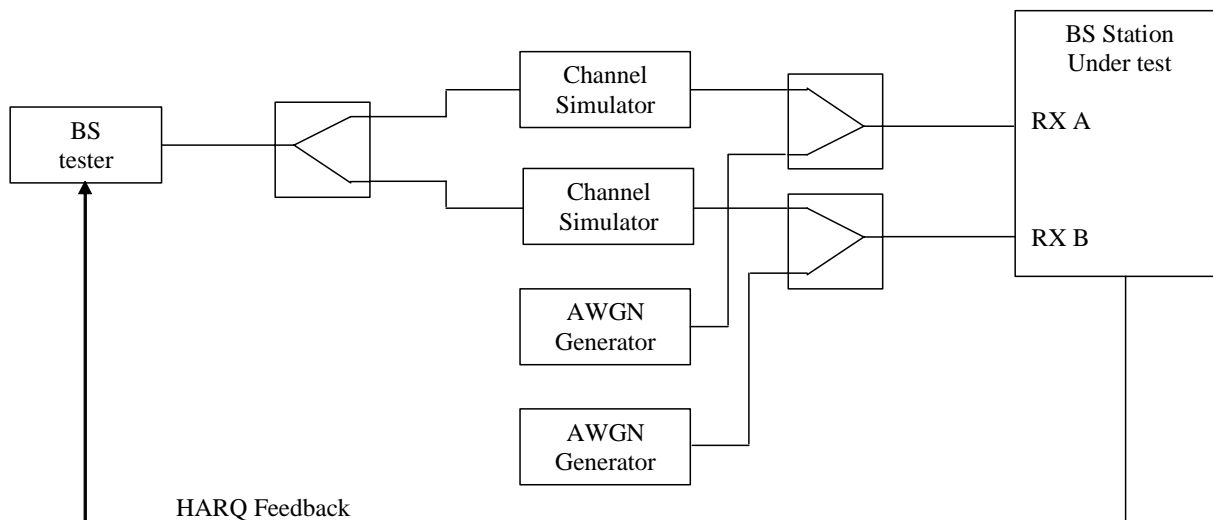 BS Station
Under test
Channel
Simulator
BS
tester
RX A
Channel
Simulator
RX B
AWGN
Generator
AWGN
Generator
HARQ Feedback